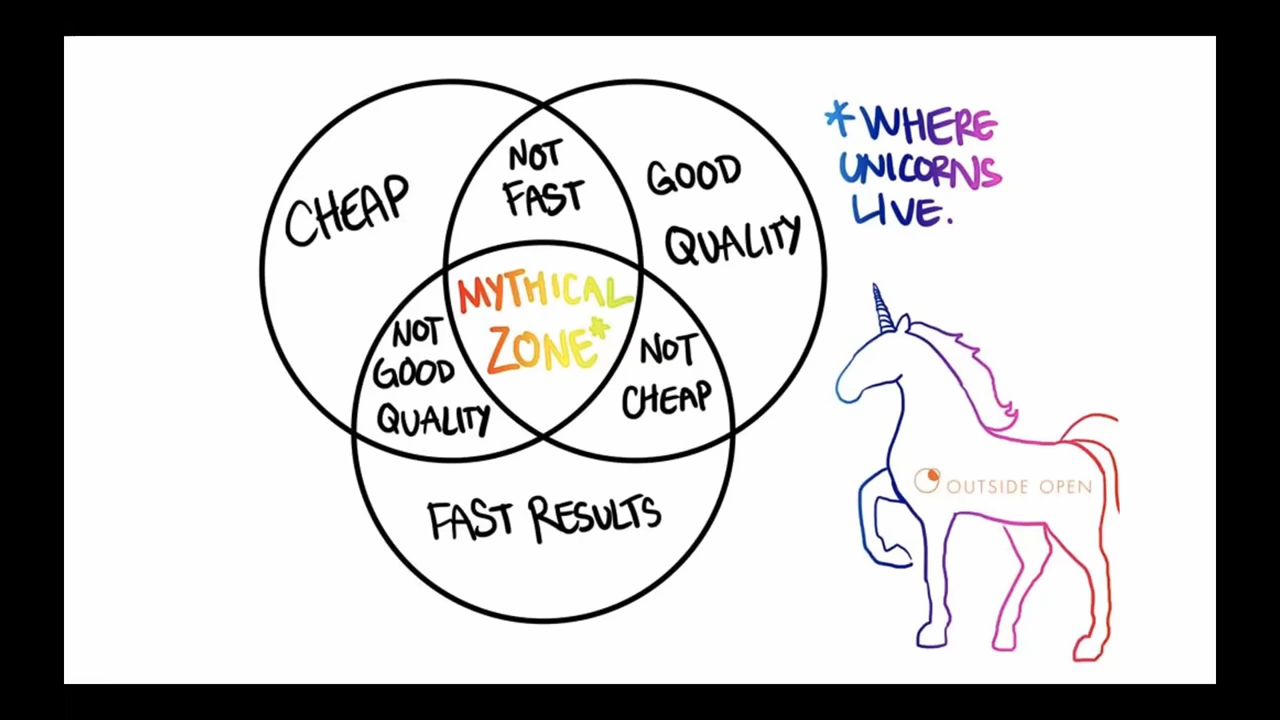 CHEAP
NOT
FAST
GOOD
QUALITY
MYTHICAL
ZONE*
NOT
GOOD
QUALITY
NOT
CHEAP
FAST RESULTS
*WHERE
UNICORNS
LIVE.
OUTSIDE OPEN